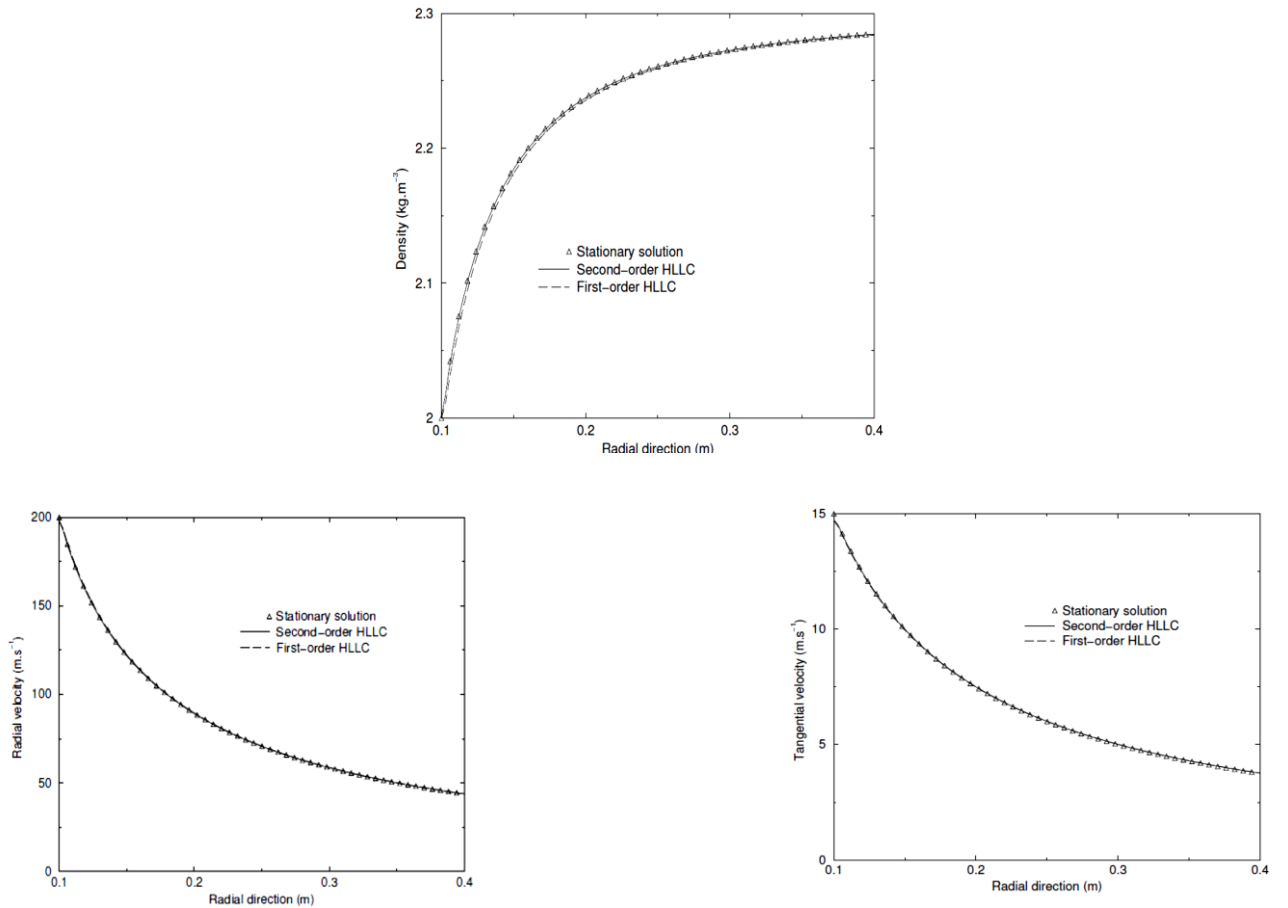 2.3
2.2
2.1
2
Density (kg.m⁻³)
Stationary solution
Second−order HLLC
First−order HLLC
0.1 0.2 0.3 0.4
Radial direction (m)
200
150
100
50
0
Radial velocity (m.s⁻¹)
Stationary solution
Second−order HLLC
First−order HLLC
0.1 0.2 0.3 0.4
Radial direction (m)
15
10
5
0
Tangential velocity (m.s⁻¹)
Stationary solution
Second−order HLLC
First−order HLLC
0.1 0.2 0.3 0.4
Radial direction (m)